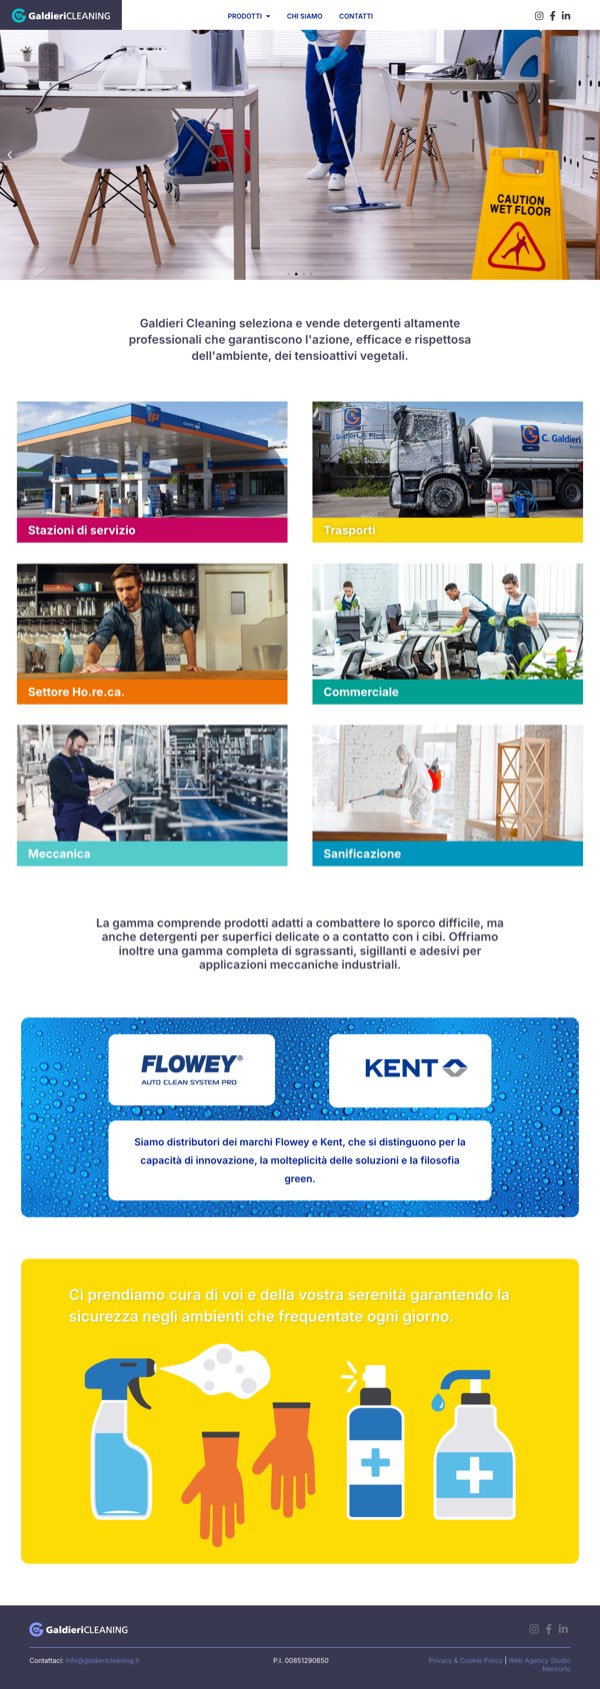 GaldieriCLEANING
PRODOTTI
CHI SIAMO
CONTATTI
CAUTION
WET FLOOR
Galdieri Cleaning seleziona e vende detergenti altamente
professionali che garantiscono l'azione, efficace e rispettosa
dell'ambiente, dei tensioattivi vegetali.
IP
C. Galdieri
Stazioni di servizio
Trasporti
Settore Ho.re.ca.
Commerciale
Meccanica
Sanificazione
La gamma comprende prodotti adatti a combattere lo sporco difficile, ma
anche detergenti per superfici delicate o a contatto con i cibi. Offriamo
inoltre una gamma completa di sgrassanti, sigillanti e adesivi per
applicazioni meccaniche industriali.
FLOWEY®
AUTO CLEAN SYSTEM PRO
KENT
Siamo distributori dei marchi Flowey e Kent, che si distinguono per la
capacità di innovazione, la molteplicità delle soluzioni e la filosofia
green.
Ci prendiamo cura di voi e della vostra serenità garantendo la
sicurezza negli ambienti che frequentate ogni giorno.
GaldieriCLEANING
Contattaci: info@galdiericleaning.it
P.I. 00851290650
Privacy & Cookie Policy | Web Agency Studio
Mercurio